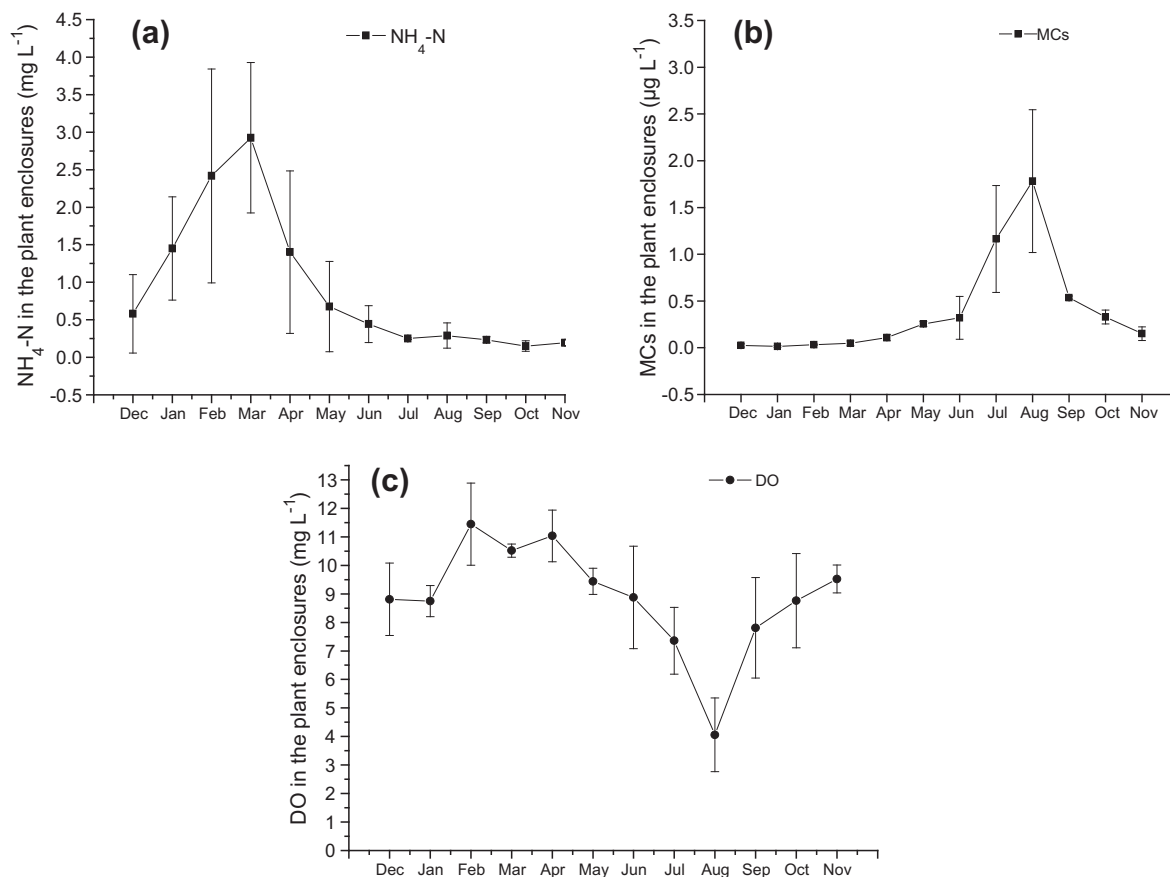 (a)
NH4-N
NH4-N in the plant enclosures (mg L-1)
4.5
4.0
3.5
3.0
2.5
2.0
1.5
1.0
0.5
0.0
-0.5
Dec Jan Feb Mar Apr May Jun Jul Aug Sep Oct Nov
(b)
MCs
MCs in the plant enclosures (µg L-1)
3.5
3.0
2.5
2.0
1.5
1.0
0.5
0.0
-0.5
Dec Jan Feb Mar Apr May Jun Jul Aug Sep Oct Nov
(c)
DO
DO in the plant enclosures (mg L-1)
13
12
11
10
9
8
7
6
5
4
3
2
1
0
Dec Jan Feb Mar Apr May Jun Jul Aug Sep Oct Nov